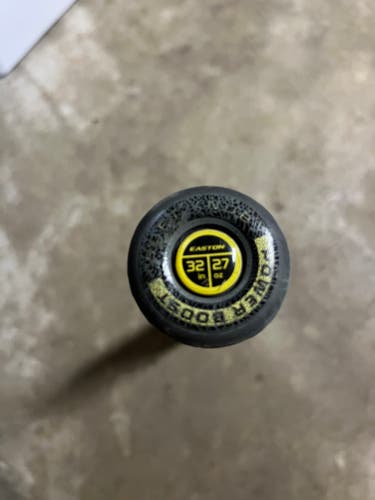 EASTON
32 27
in oz
POWER BOOST